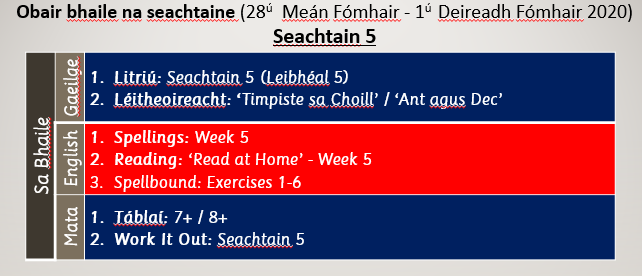 Obair bhaile na seachtaine (28ú Meán Fómhair - 1ú Deireadh Fómhair 2020)
Seachtain 5
Sa Bhaile
Gaeilge
1. Litriú: Seachtain 5 (Leibhéal 5)
2. Léitheoireacht: ‘Timpiste sa Choill’ / ‘Ant agus Dec’
English
1. Spellings: Week 5
2. Reading: ‘Read at Home’ - Week 5
3. Spellbound: Exercises 1-6
Mata
1. Táblaí: 7+ / 8+
2. Work It Out: Seachtain 5